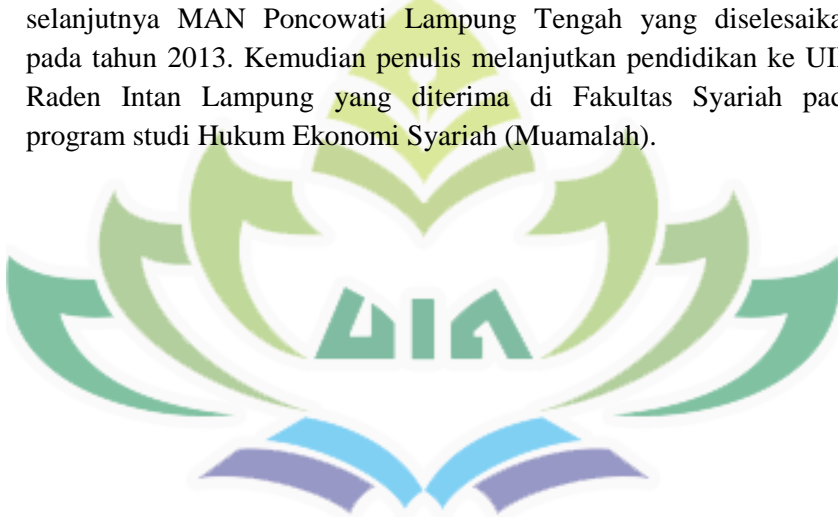 selanjutnya MAN Poncowati Lampung Tengah yang diselesaika
pada tahun 2013. Kemudian penulis melanjutkan pendidikan ke UI
Raden Intan Lampung yang diterima di Fakultas Syariah pad
program studi Hukum Ekonomi Syariah (Muamalah).
UIN